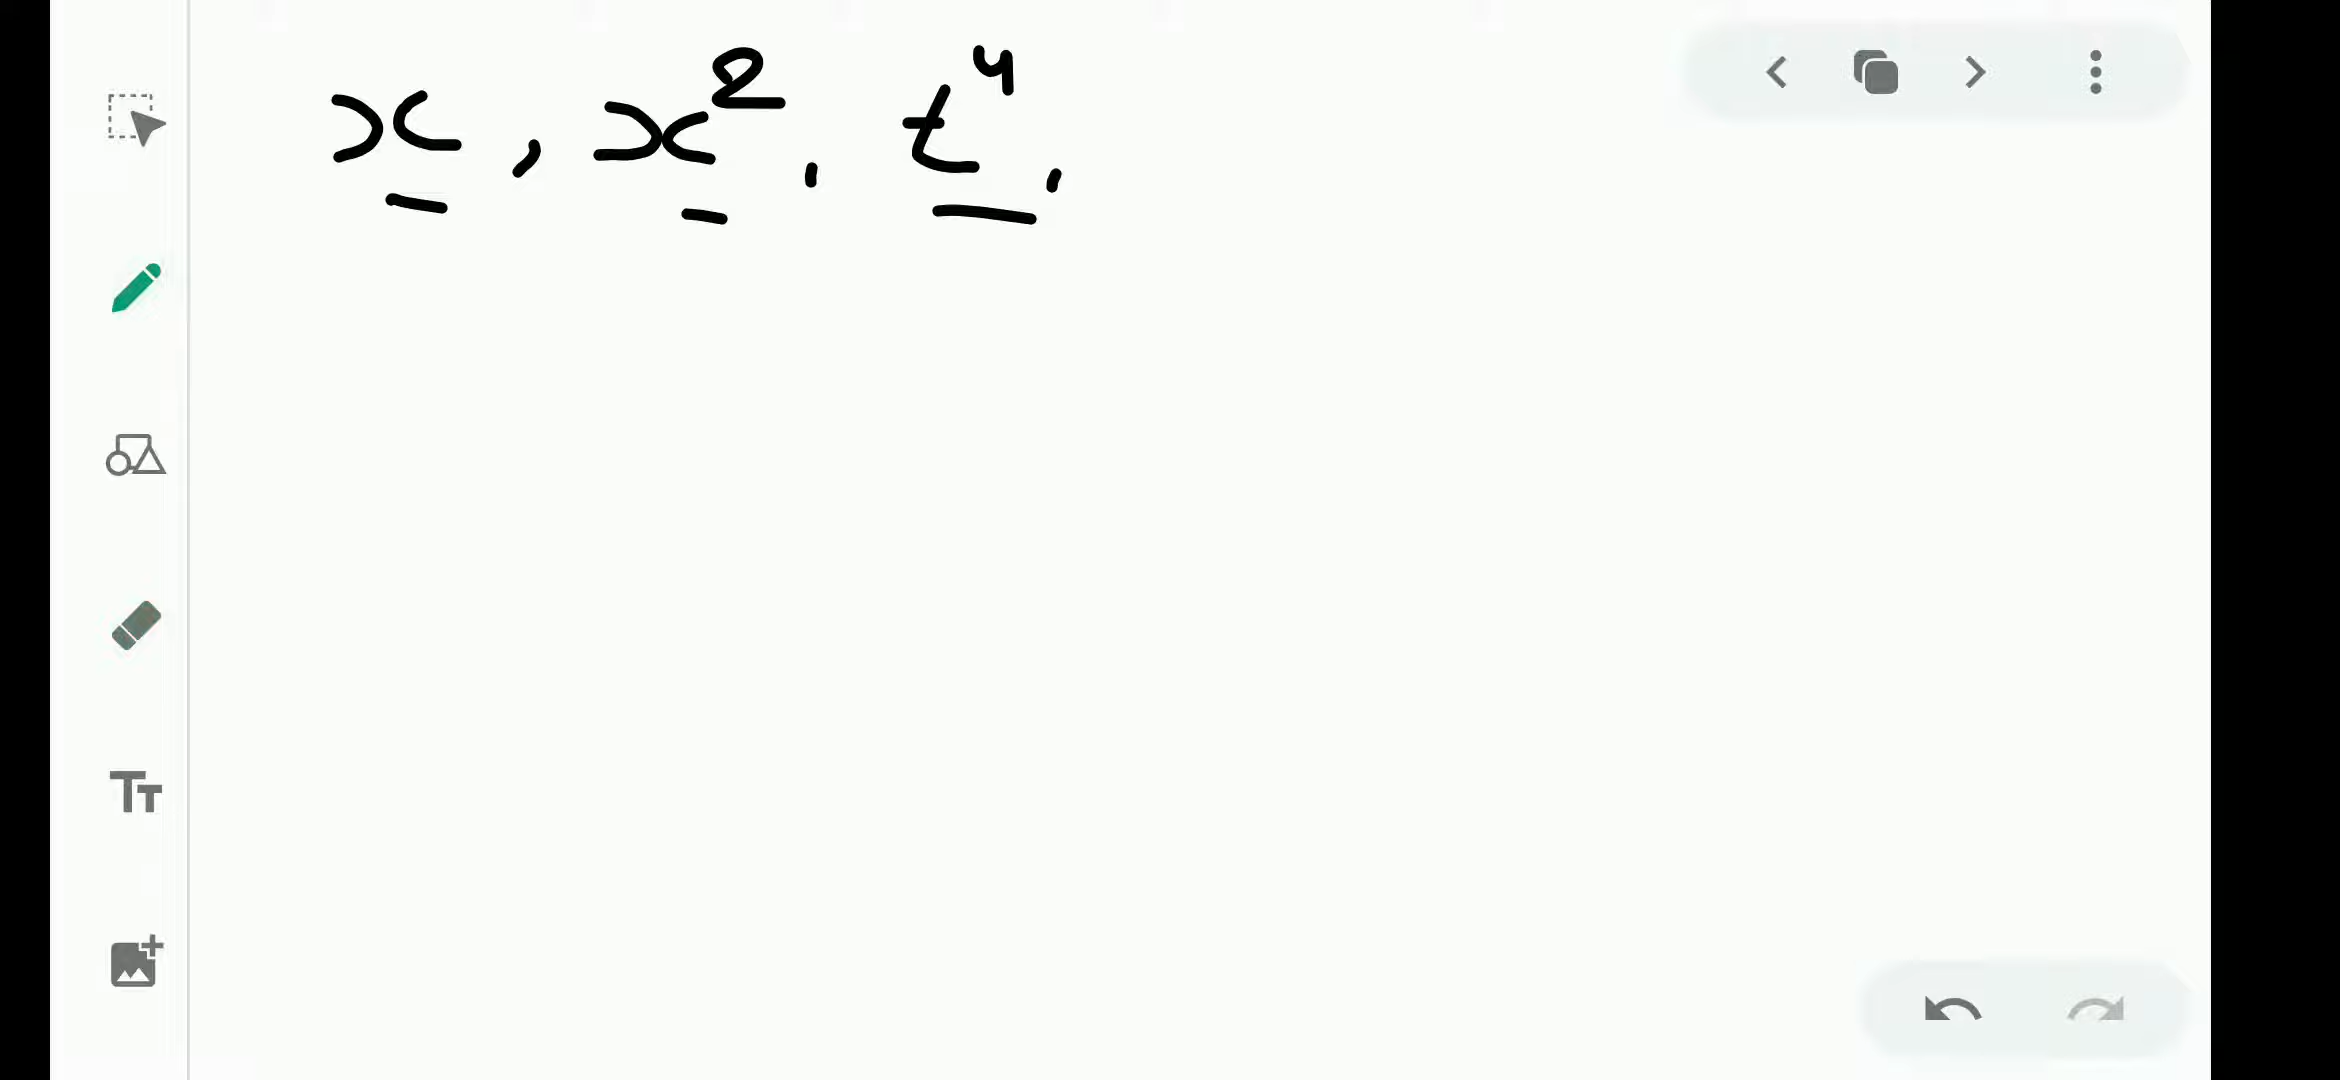 x, x², t⁴,